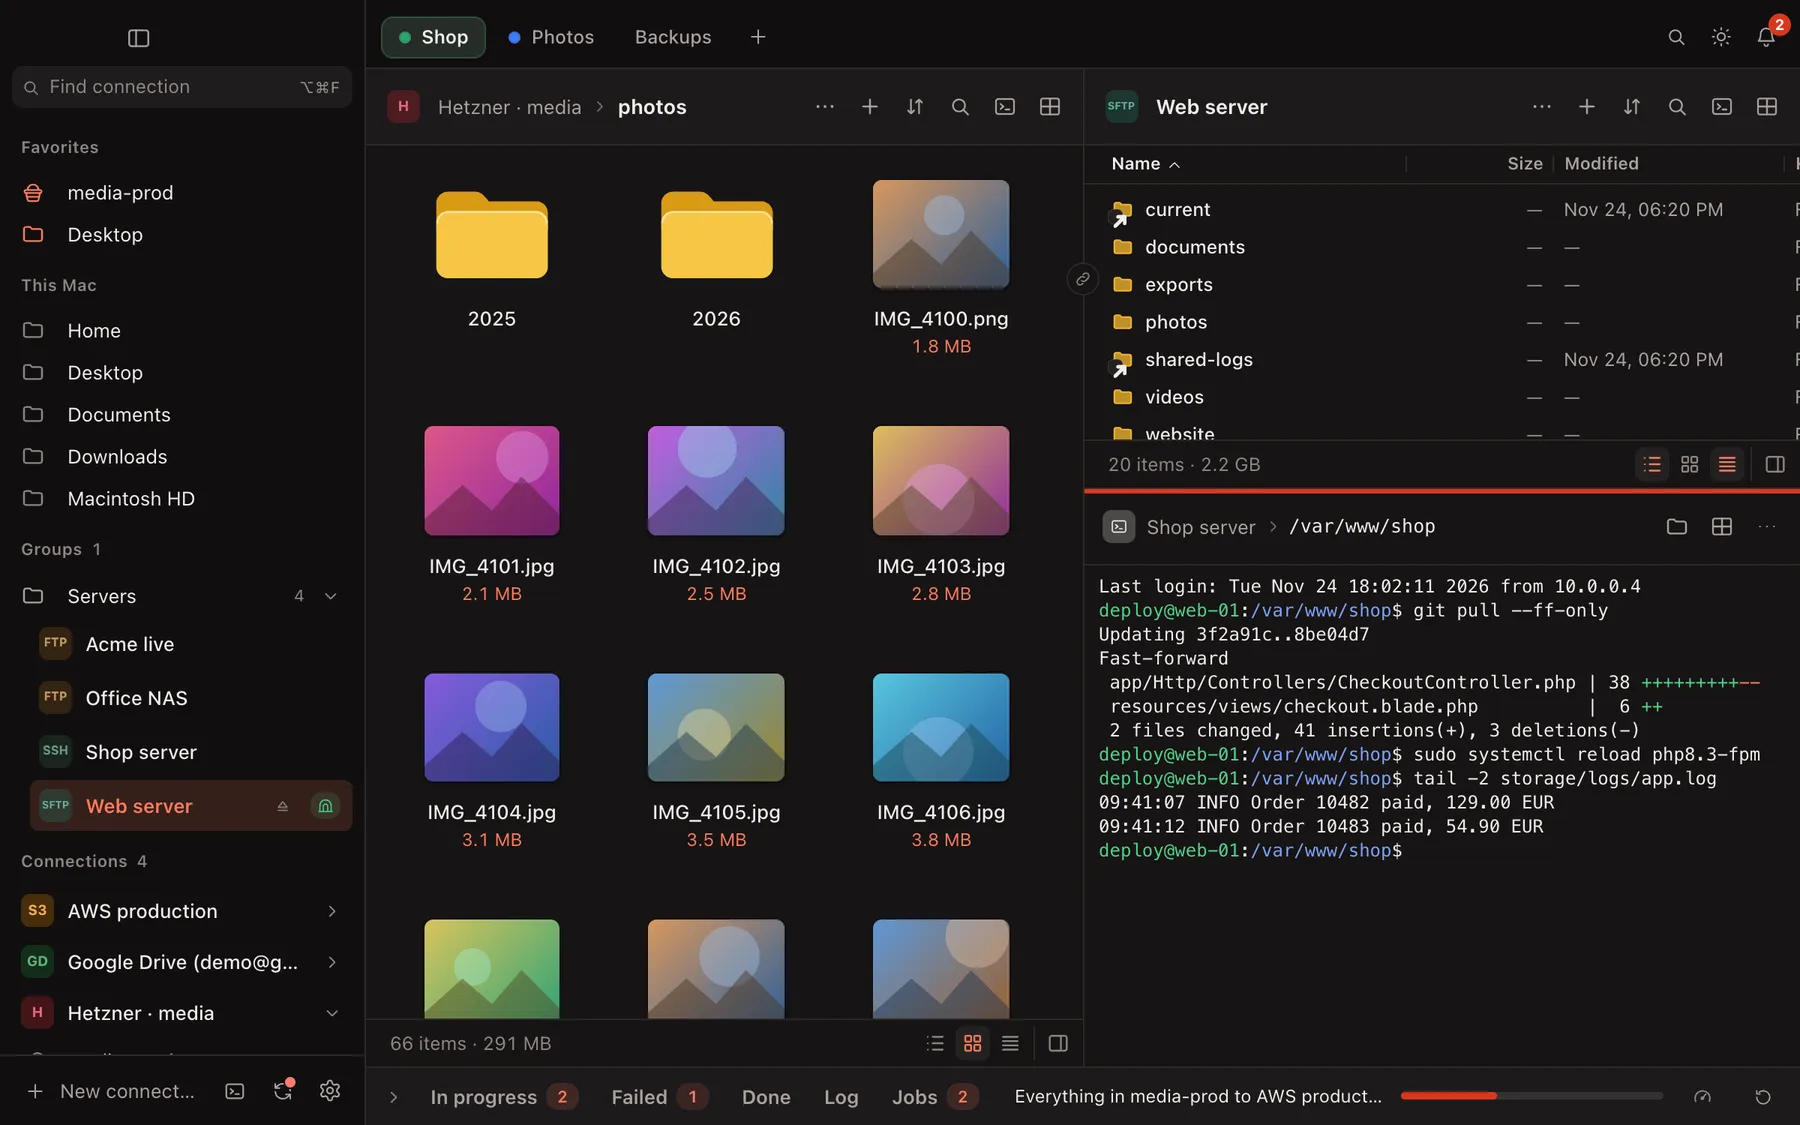 Find connection
⌥⌘F
Favorites
media-prod
Desktop
This Mac
Home
Desktop
Documents
Downloads
Macintosh HD
Groups 1
Servers 4
FTP Acme live
FTP Office NAS
SSH Shop server
SFTP Web server
Connections 4
S3 AWS production
GD Google Drive (demo@g...
H Hetzner · media
New connect...
Shop
Photos
Backups
2
H Hetzner · media › photos
2025
2026
IMG_4100.png
1.8 MB
IMG_4101.jpg
2.1 MB
IMG_4102.jpg
2.5 MB
IMG_4103.jpg
2.8 MB
IMG_4104.jpg
3.1 MB
IMG_4105.jpg
3.5 MB
IMG_4106.jpg
3.8 MB
66 items · 291 MB
SFTP Web server
Name Size Modified
current — Nov 24, 06:20 PM
documents — —
exports — —
photos — —
shared-logs — Nov 24, 06:20 PM
videos — —
website — —
20 items · 2.2 GB
Shop server › /var/www/shop
Last login: Tue Nov 24 18:02:11 2026 from 10.0.0.4
deploy@web-01:/var/www/shop$ git pull --ff-only
Updating 3f2a91c..8be04d7
Fast-forward
app/Http/Controllers/CheckoutController.php | 38 +++++++++--
resources/views/checkout.blade.php | 6 ++
2 files changed, 41 insertions(+), 3 deletions(-)
deploy@web-01:/var/www/shop$ sudo systemctl reload php8.3-fpm
deploy@web-01:/var/www/shop$ tail -2 storage/logs/app.log
09:41:07 INFO Order 10482 paid, 129.00 EUR
09:41:12 INFO Order 10483 paid, 54.90 EUR
deploy@web-01:/var/www/shop$
In progress 2
Failed 1
Done
Log
Jobs 2
Everything in media-prod to AWS product...